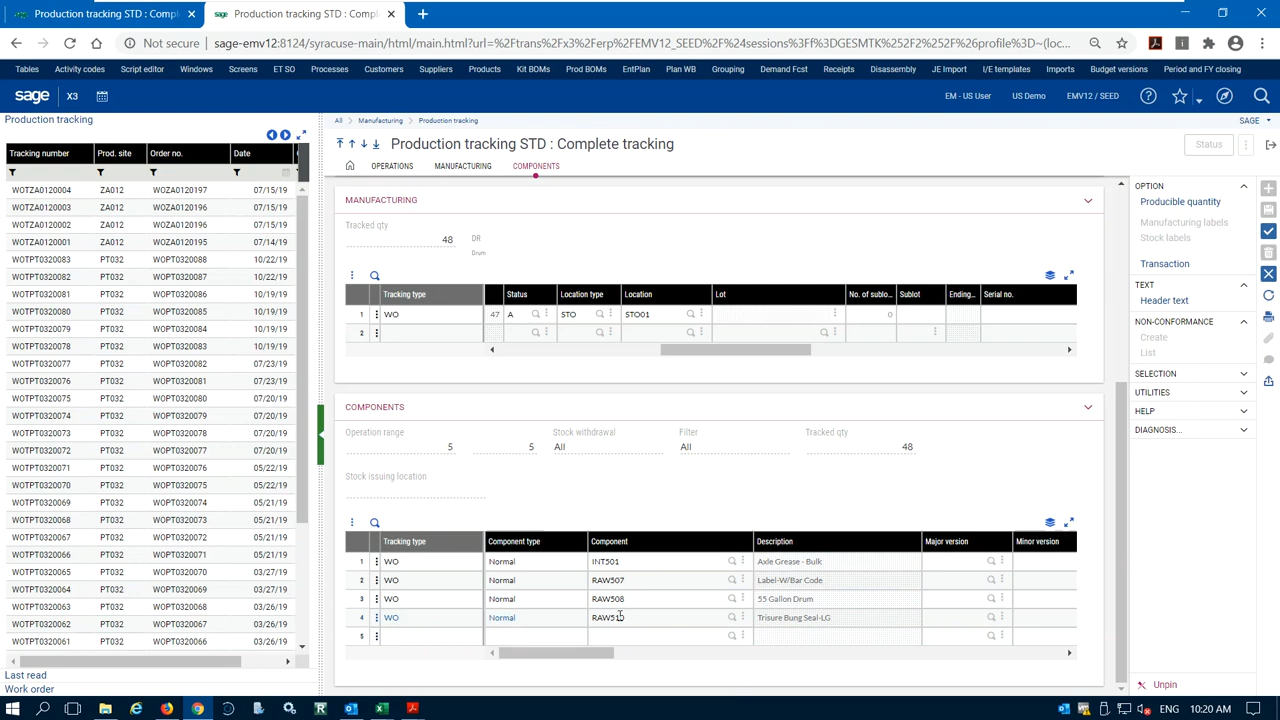 Production tracking STD : Comple
Production tracking STD : Comple
Not secure | sage-emv12:8124/syracuse-main/html/main.html?url=%2Ftrans%2Fx3%2Ferp%2FEMV12_SEED%2F%24sessions%3Ff%3DGESMTK%252F2%252F%26profile%3D~(loc...
Tables Activity codes Script editor Windows Screens ET SO Processes Customers Suppliers Products Kit BOMs Prod BOMs EntPlan Plan WB Grouping Demand Fcst Receipts Disassembly JE Import I/E templates Imports Budget versions Period and FY closing
sage X3 EM - US User US Demo EMV12 / SEED
Production tracking
All Manufacturing Production tracking SAGE
Production tracking STD : Complete tracking Status
OPERATIONS MANUFACTURING COMPONENTS
Tracking number Prod. site Order no. Date
WOTZA0120004 ZA012 WOZA0120197 07/15/19
WOTZA0120003 ZA012 WOZA0120196 07/15/19
WOTZA0120002 ZA012 WOZA0120196 07/15/19
WOTZA0120001 ZA012 WOZA0120195 07/14/19
WOTPT0320083 PT032 WOPT0320088 10/22/19
WOTPT0320082 PT032 WOPT0320087 10/22/19
WOTPT0320081 PT032 WOPT0320086 10/19/19
WOTPT0320080 PT032 WOPT0320085 10/19/19
WOTPT0320079 PT032 WOPT0320084 10/19/19
WOTPT0320078 PT032 WOPT0320083 10/19/19
WOTPT0320077 PT032 WOPT0320082 07/23/19
WOTPT0320076 PT032 WOPT0320081 07/23/19
WOTPT0320075 PT032 WOPT0320080 07/20/19
WOTPT0320074 PT032 WOPT0320079 07/20/19
WOTPT0320073 PT032 WOPT0320078 07/20/19
WOTPT0320072 PT032 WOPT0320077 07/20/19
WOTPT0320071 PT032 WOPT0320076 05/22/19
WOTPT0320070 PT032 WOPT0320075 05/22/19
WOTPT0320069 PT032 WOPT0320074 05/21/19
WOTPT0320068 PT032 WOPT0320073 05/21/19
WOTPT0320067 PT032 WOPT0320072 05/21/19
WOTPT0320066 PT032 WOPT0320071 05/21/19
WOTPT0320065 PT032 WOPT0320070 03/27/19
WOTPT0320064 PT032 WOPT0320069 03/27/19
WOTPT0320063 PT032 WOPT0320068 03/26/19
WOTPT0320062 PT032 WOPT0320067 03/26/19
WOTPT0320061 PT032 WOPT0320066 03/26/19
Last read
Work order
MANUFACTURING
Tracked qty
48 DR
Drum
Tracking type Status Location type Location Lot No. of sublo... Sublot Ending... Serial no.
1 WO 47 A STO STO01 0
2
COMPONENTS
Operation range Stock withdrawal Filter Tracked qty
5 5 All All 48
Stock issuing location
Tracking type Component type Component Description Major version Minor version
1 WO Normal INT501 Axle Grease - Bulk
2 WO Normal RAW507 Label-W/Bar Code
3 WO Normal RAW508 55 Gallon Drum
4 WO Normal RAW510 Trisure Bung Seal-LG
5
OPTION
Producible quantity
Manufacturing labels
Stock labels
Transaction
TEXT
Header text
NON-CONFORMANCE
Create
List
SELECTION
UTILITIES
HELP
DIAGNOSIS...
Unpin
ENG 10:20 AM